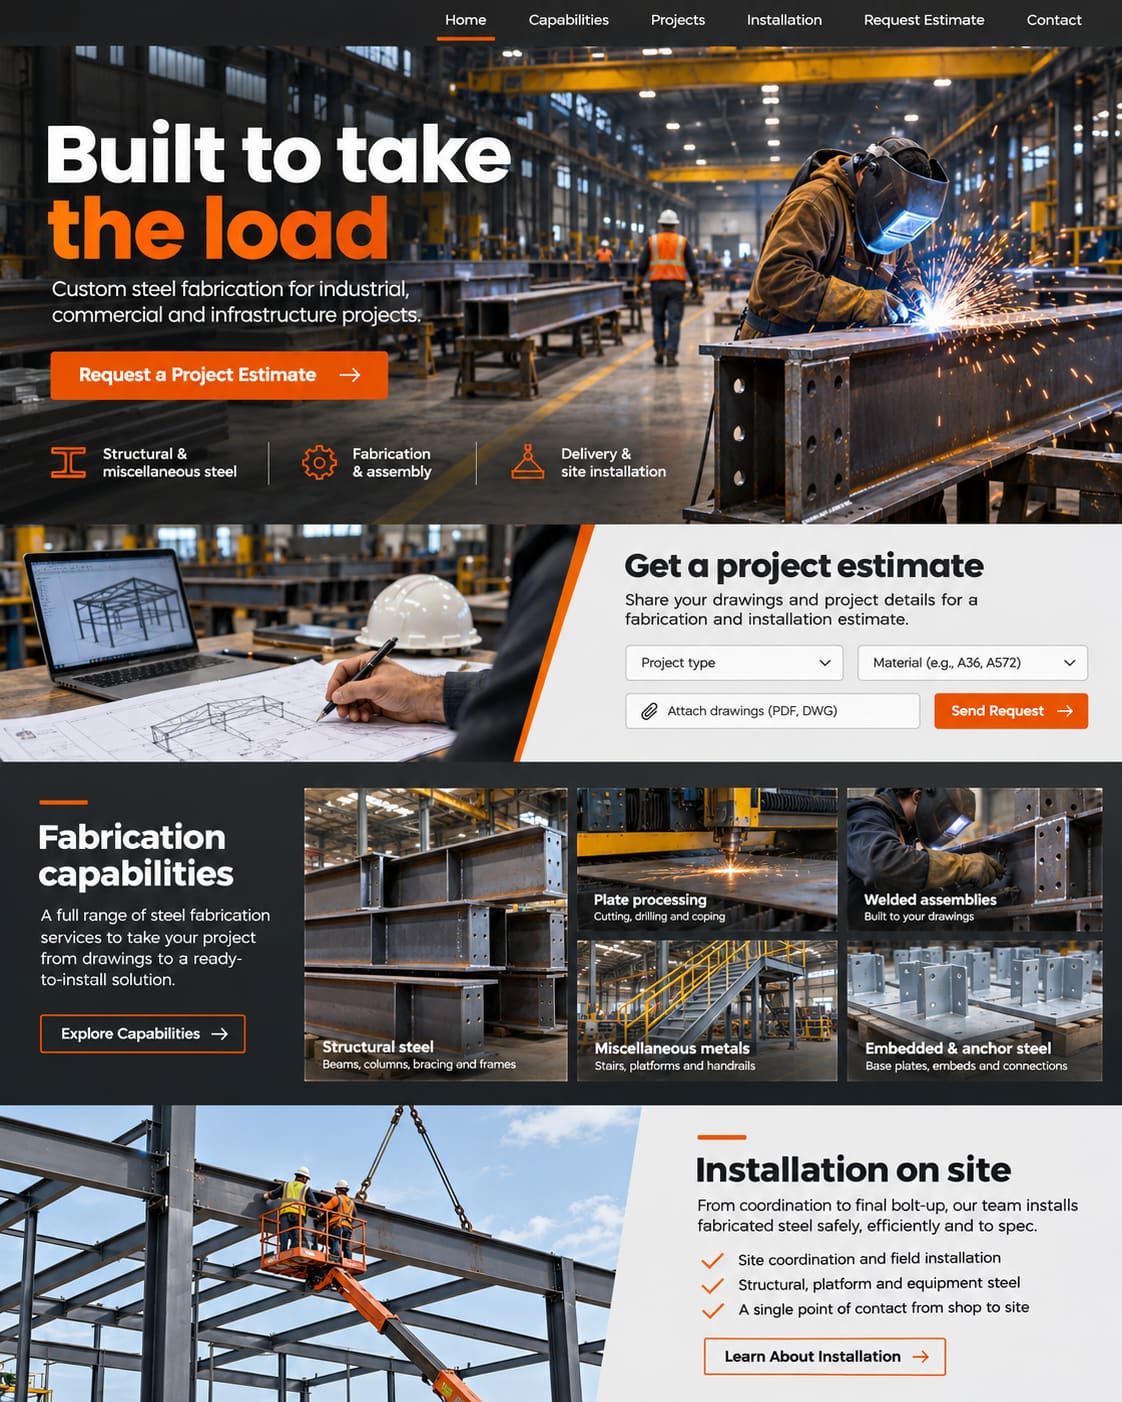 Home
Capabilities
Projects
Installation
Request Estimate
Contact
Built to take
the load
Custom steel fabrication for industrial,
commercial and infrastructure projects.
Request a Project Estimate
Structural &
miscellaneous steel
Fabrication
& assembly
Delivery &
site installation
Get a project estimate
Share your drawings and project details for a
fabrication and installation estimate.
Project type
Material (e.g., A36, A572)
Attach drawings (PDF, DWG)
Send Request
Fabrication
capabilities
A full range of steel fabrication
services to take your project
from drawings to a ready-
to-install solution.
Explore Capabilities
Structural steel
Beams, columns, bracing and frames
Plate processing
Cutting, drilling and coping
Welded assemblies
Built to your drawings
Miscellaneous metals
Stairs, platforms and handrails
Embedded & anchor steel
Base plates, embeds and connections
Installation on site
From coordination to final bolt-up, our team installs
fabricated steel safely, efficiently and to spec.
Site coordination and field installation
Structural, platform and equipment steel
A single point of contact from shop to site
Learn About Installation